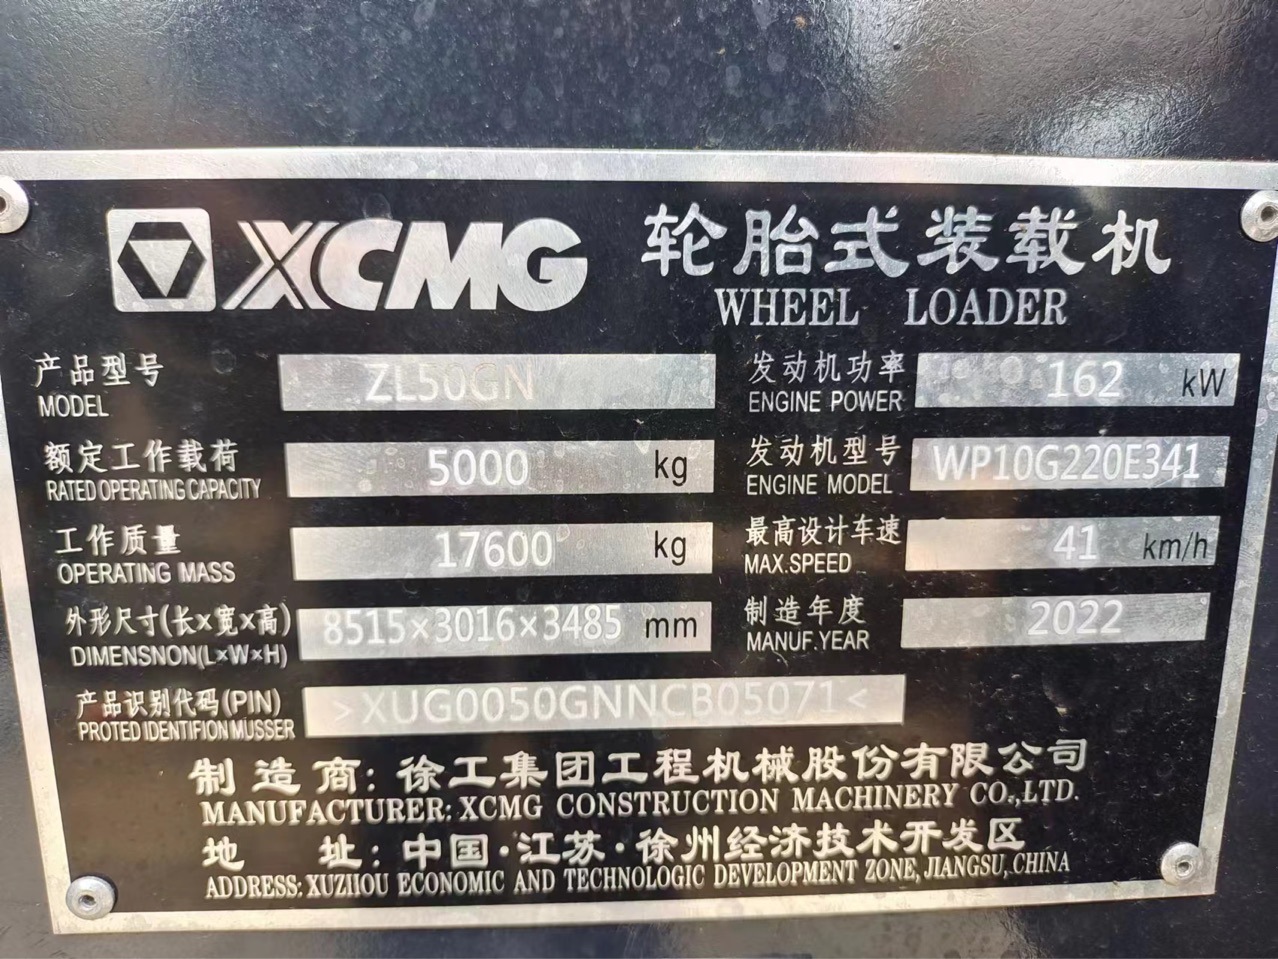 XCMG 轮胎式装载机
WHEEL LOADER
产品型号 ZL50GN 发动机功率 162 kW
MODEL ENGINE POWER
额定工作载荷 5000 kg 发动机型号 WP10G220E341
RATED OPERATING CAPACITY ENGINE MODEL
工作质量 17600 kg 最高设计车速 41 km/h
OPERATING MASS MAX.SPEED
外形尺寸(长×宽×高) 8515×3016×3485 mm 制造年度 2022
DIMENSNON(L×W×H) MANUF.YEAR
产品识别代码(PIN) >XUG0050GNNCB05071<
PROTED IDENTIFION MUSSER
制造商:徐工集团工程机械股份有限公司
MANUFACTURER: XCMG CONSTRUCTION MACHINERY CO.,LTD.
地址:中国·江苏·徐州经济技术开发区
ADDRESS: XUZIIOU ECONOMIC AND TECHNOLOGIC DEVELOPMENT ZONE,JIANGSU,CHINA